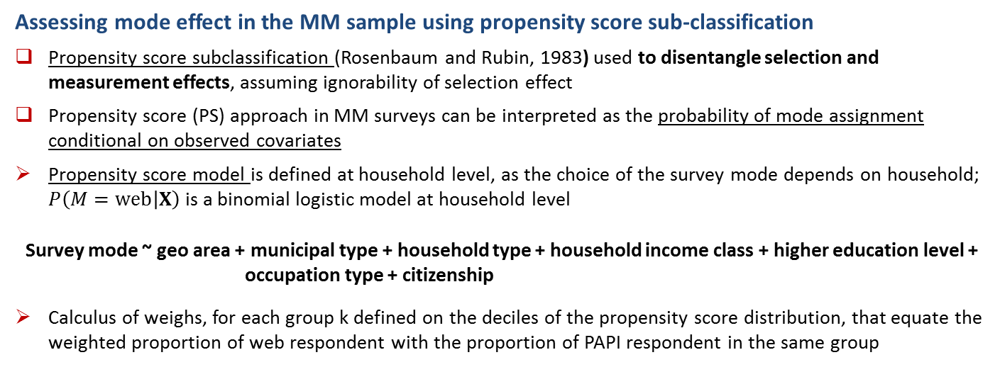 Assessing mode effect in the MM sample using propensity score sub-classification
Propensity score subclassification (Rosenbaum and Rubin, 1983) used to disentangle selection and
measurement effects, assuming ignorability of selection effect
Propensity score (PS) approach in MM surveys can be interpreted as the probability of mode assignment
conditional on observed covariates
Propensity score model is defined at household level, as the choice of the survey mode depends on household;
P(M = web|X) is a binomial logistic model at household level
Survey mode ~ geo area + municipal type + household type + household income class + higher education level +
occupation type + citizenship
Calculus of weighs, for each group k defined on the deciles of the propensity score distribution, that equate the
weighted proportion of web respondent with the proportion of PAPI respondent in the same group